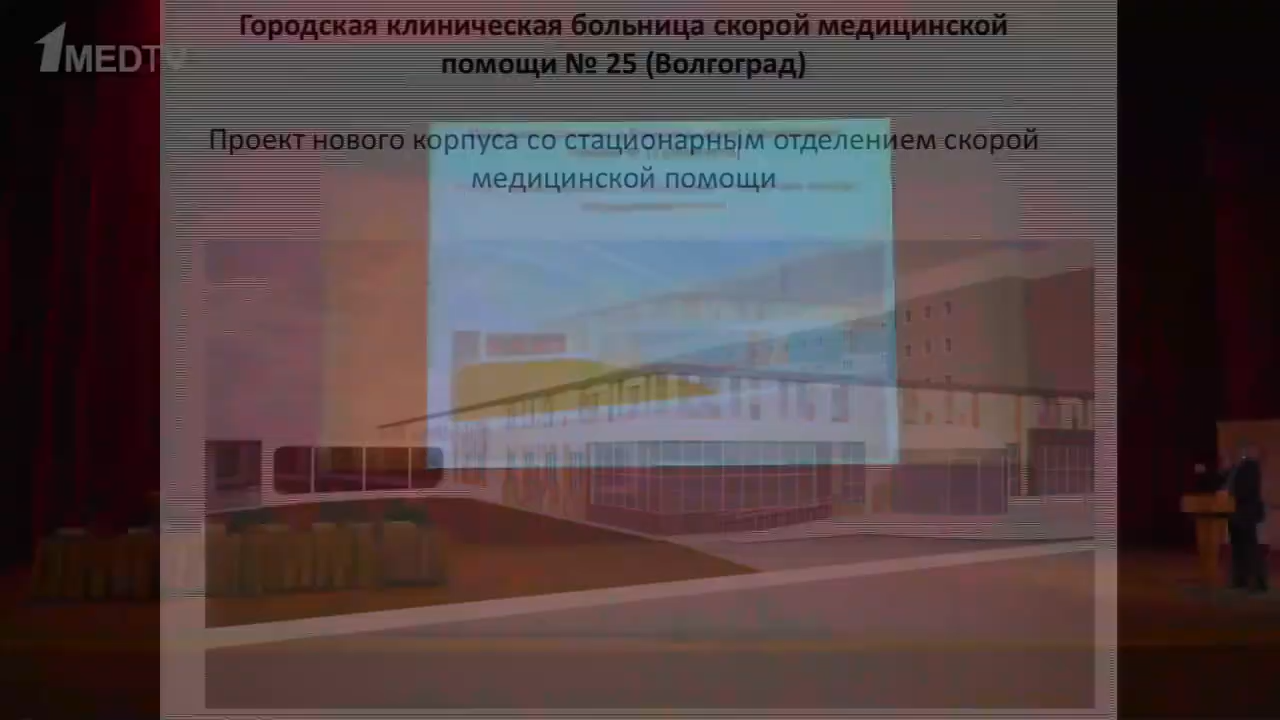 1MEDTV
Городская клиническая больница скорой медицинской
помощи № 25 (Волгоград)
Проект нового корпуса со стационарным отделением скорой
медицинской помощи